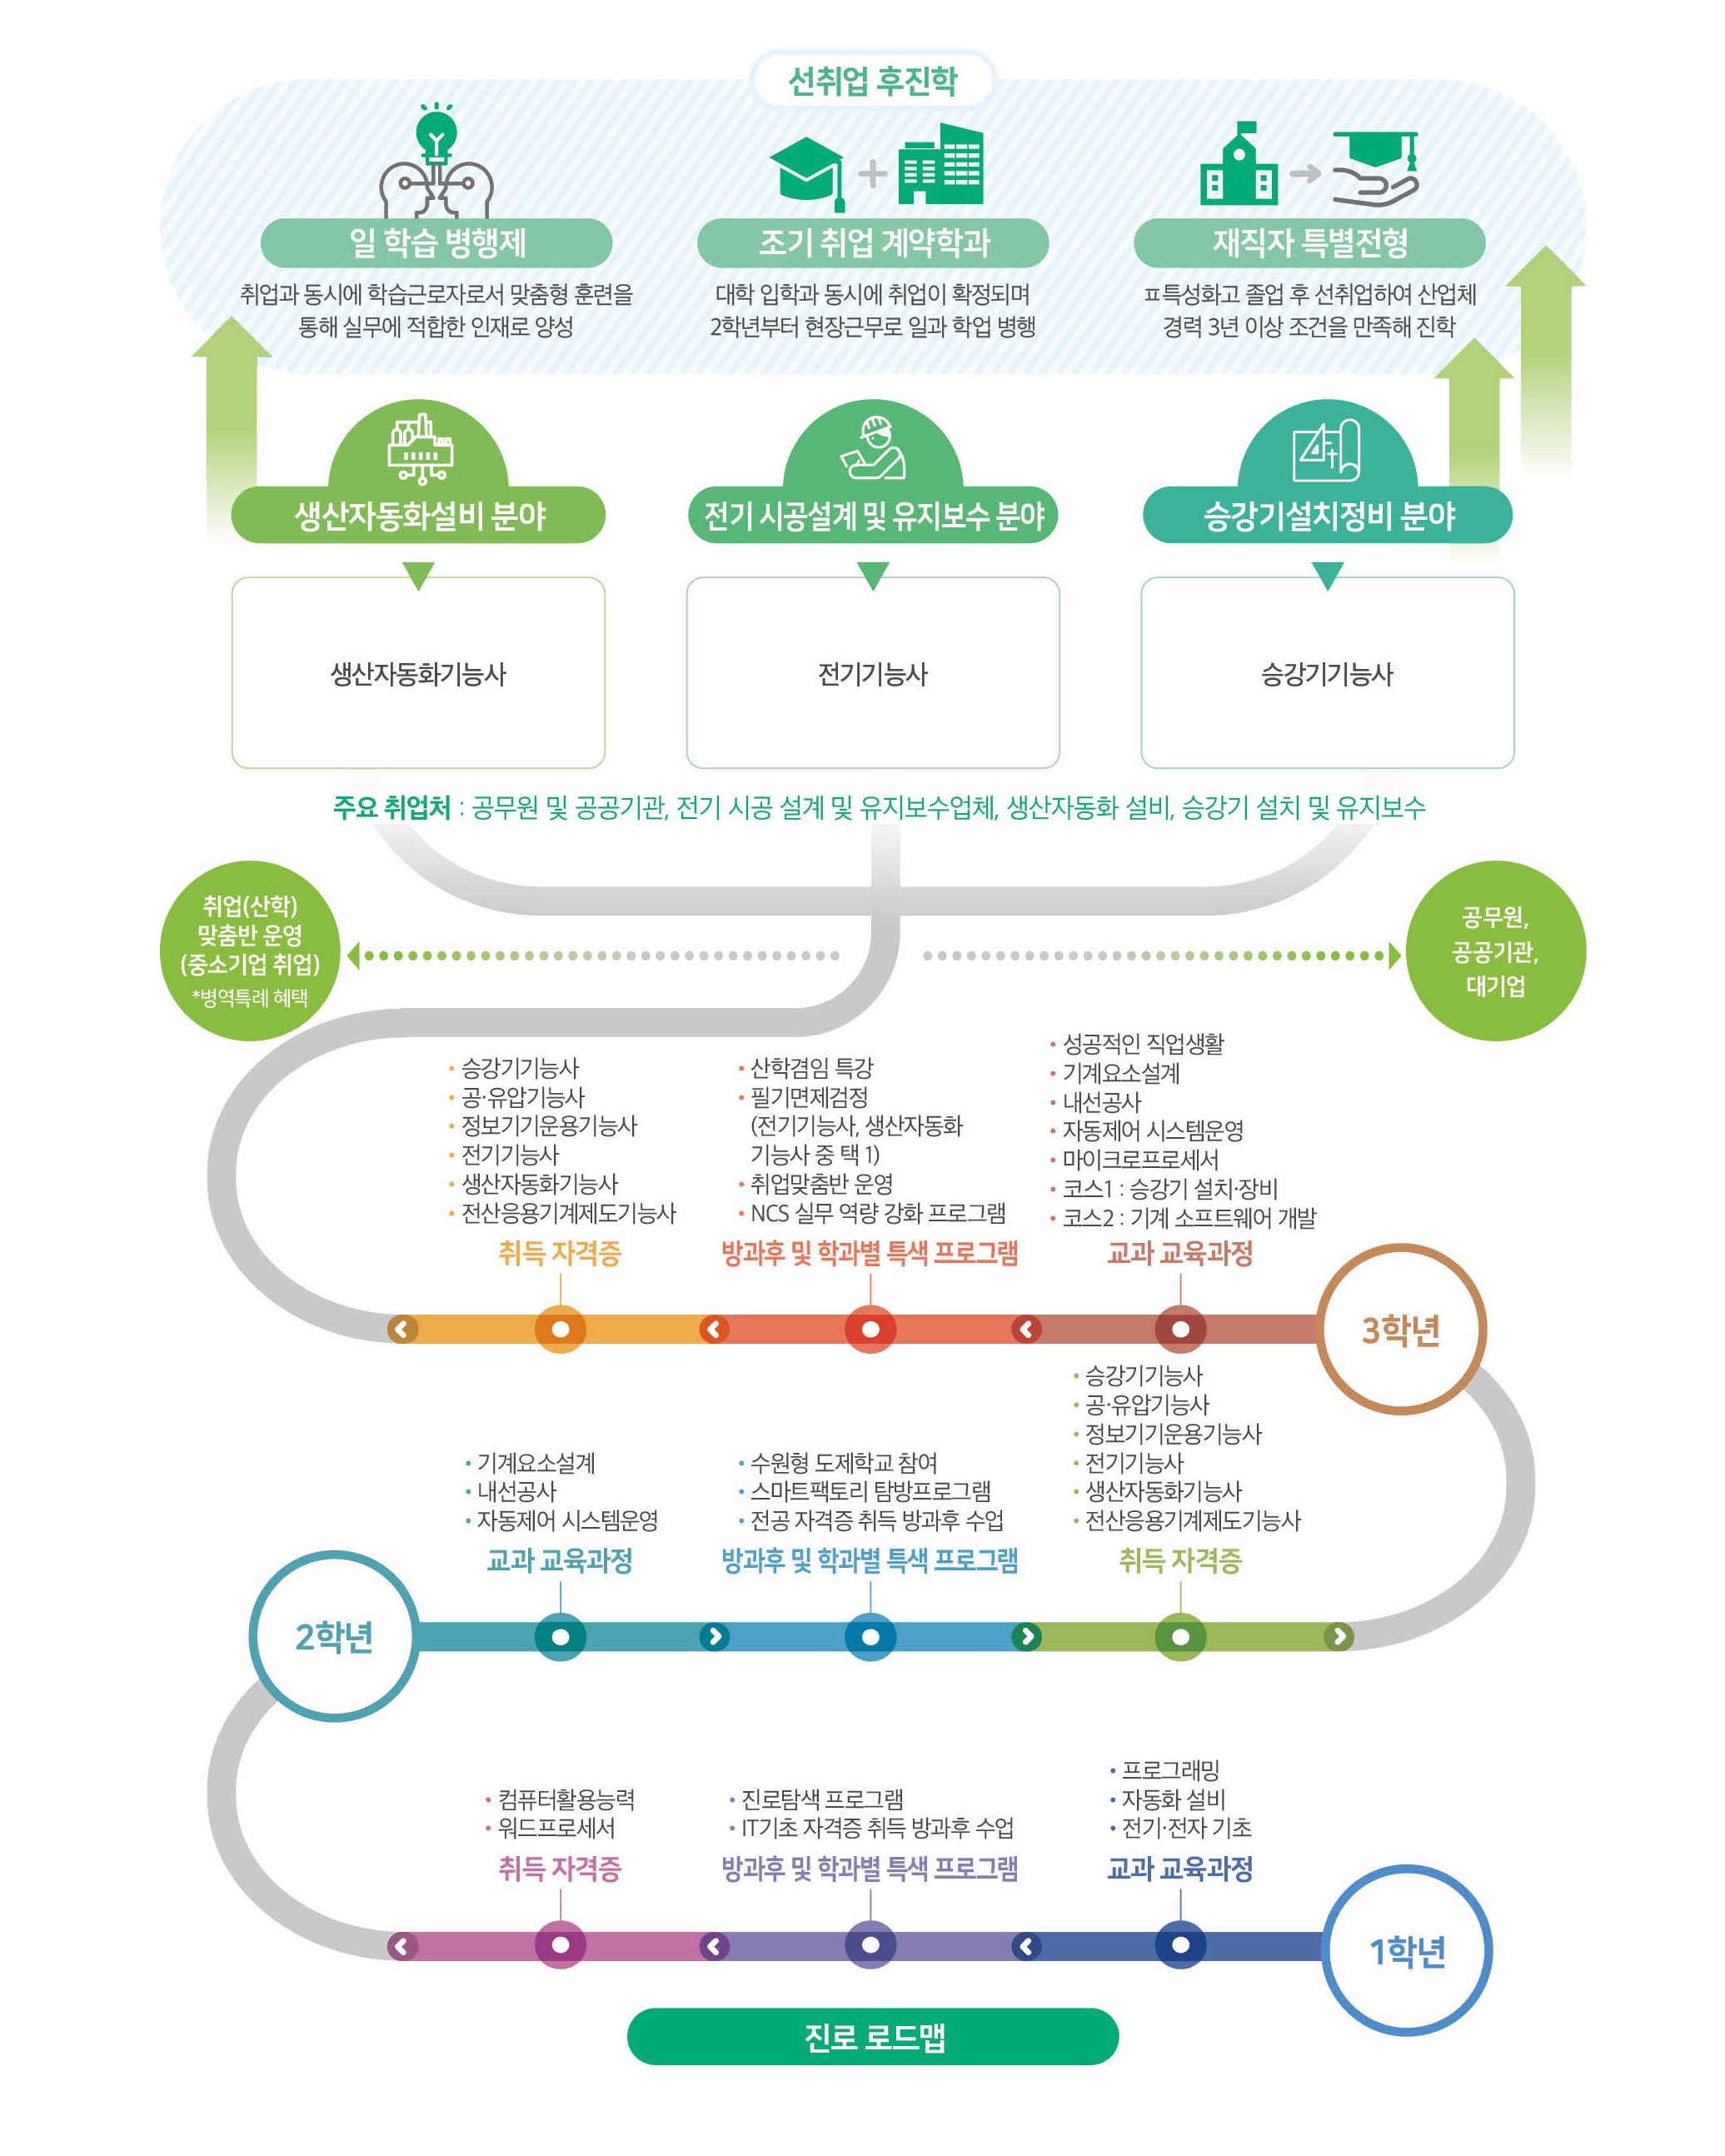 선취업 후진학
일 학습 병행제
취업과 동시에 학습근로자로서 맞춤형 훈련을
통해 실무에 적합한 인재로 양성
조기 취업 계약학과
대학 입학과 동시에 취업이 확정되며
2학년부터 현장근무로 일과 학업 병행
재직자 특별전형
ㅍ특성화고 졸업 후 선취업하여 산업체
경력 3년 이상 조건을 만족해 진학
생산자동화설비 분야
전기 시공설계 및 유지보수 분야
승강기설치정비 분야
생산자동화기능사
전기기능사
승강기기능사
주요 취업처 : 공무원 및 공공기관, 전기 시공 설계 및 유지보수업체, 생산자동화 설비, 승강기 설치 및 유지보수
취업(산학)
맞춤반 운영
(중소기업 취업)
*병역특례 혜택
공무원,
공공기관,
대기업
• 승강기기능사
• 공·유압기능사
• 정보기기운용기능사
• 전기기능사
• 생산자동화기능사
• 전산응용기계제도기능사
취득 자격증
• 산학겸임 특강
• 필기면제검정
(전기기능사, 생산자동화
기능사 중 택 1)
• 취업맞춤반 운영
• NCS 실무 역량 강화 프로그램
방과후 및 학과별 특색 프로그램
• 성공적인 직업생활
• 기계요소설계
• 내선공사
• 자동제어 시스템운영
• 마이크로프로세서
• 코스1 : 승강기 설치·장비
• 코스2 : 기계 소프트웨어 개발
교과 교육과정
3학년
• 기계요소설계
• 내선공사
• 자동제어 시스템운영
교과 교육과정
• 수원형 도제학교 참여
• 스마트팩토리 탐방프로그램
• 전공 자격증 취득 방과후 수업
방과후 및 학과별 특색 프로그램
• 승강기기능사
• 공·유압기능사
• 정보기기운용기능사
• 전기기능사
• 생산자동화기능사
• 전산응용기계제도기능사
취득 자격증
2학년
• 컴퓨터활용능력
• 워드프로세서
취득 자격증
• 진로탐색 프로그램
• IT기초 자격증 취득 방과후 수업
방과후 및 학과별 특색 프로그램
• 프로그래밍
• 자동화 설비
• 전기·전자 기초
교과 교육과정
1학년
진로 로드맵